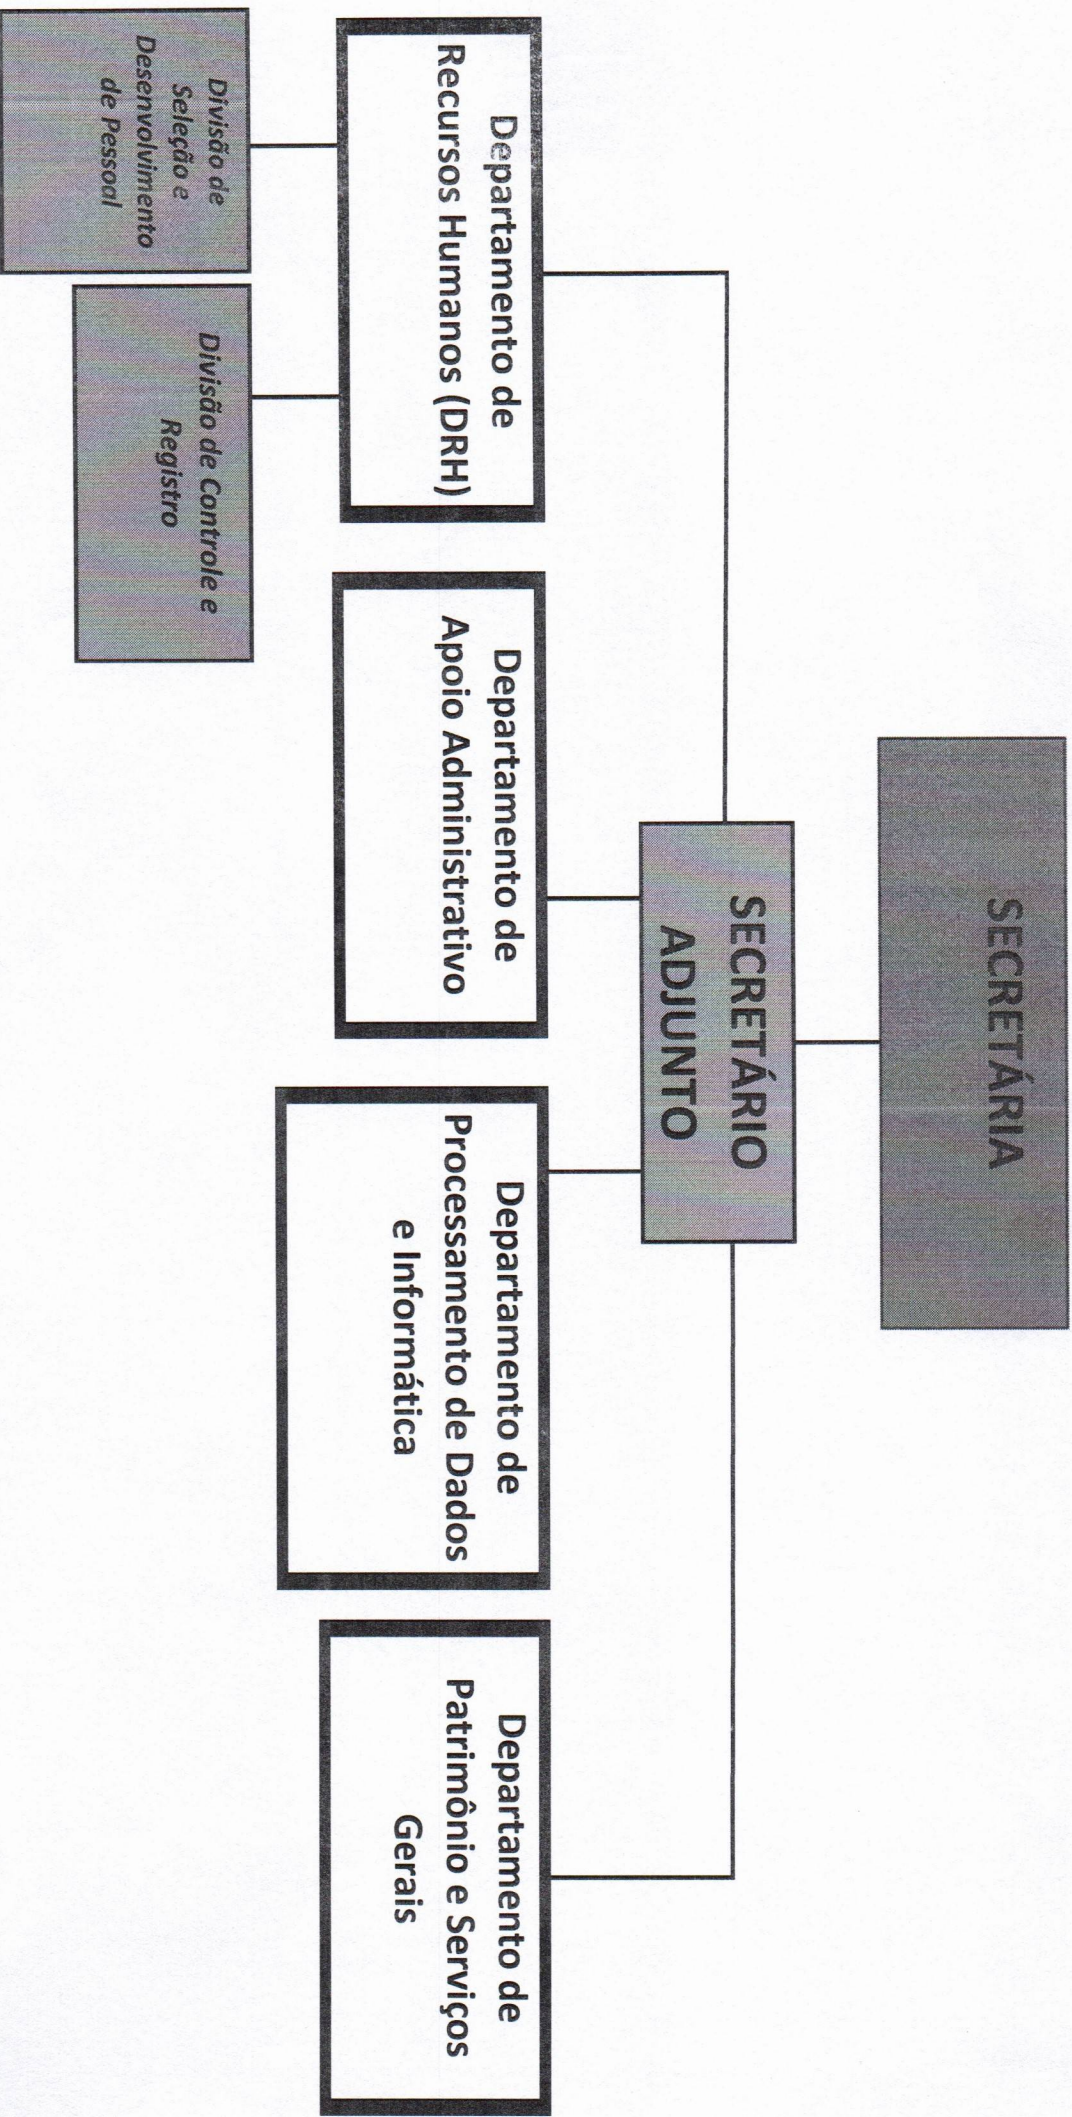 SECRETÁRIA
SECRETÁRIO
ADJUNTO
Departamento de
Recursos Humanos (DRH)
Departamento de
Apoio Administrativo
Departamento de
Processamento de Dados
e Informática
Departamento de
Patrimônio e Serviços
Gerais
Divisão de
Seleção e
Desenvolvimento
de Pessoal
Divisão de Controle e
Registro